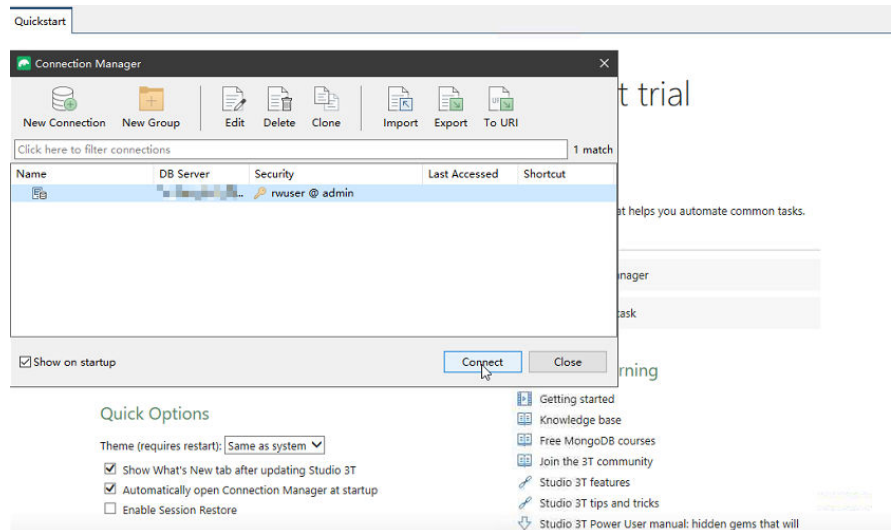 Quickstart
Connection Manager
t trial
New Connection New Group Edit Delete Clone Import Export To URI
Click here to filter connections 1 match
Name DB Server Security Last Accessed Shortcut
rwuser @ admin
at helps you automate common tasks.
anager
task
Show on startup Connect Close
rning
Quick Options
Getting started
Knowledge base
Theme (requires restart): Same as system
Free MongoDB courses
Show What's New tab after updating Studio 3T
Join the 3T community
Automatically open Connection Manager at startup
Studio 3T features
Enable Session Restore
Studio 3T tips and tricks
Studio 3T Power User manual: hidden gems that will